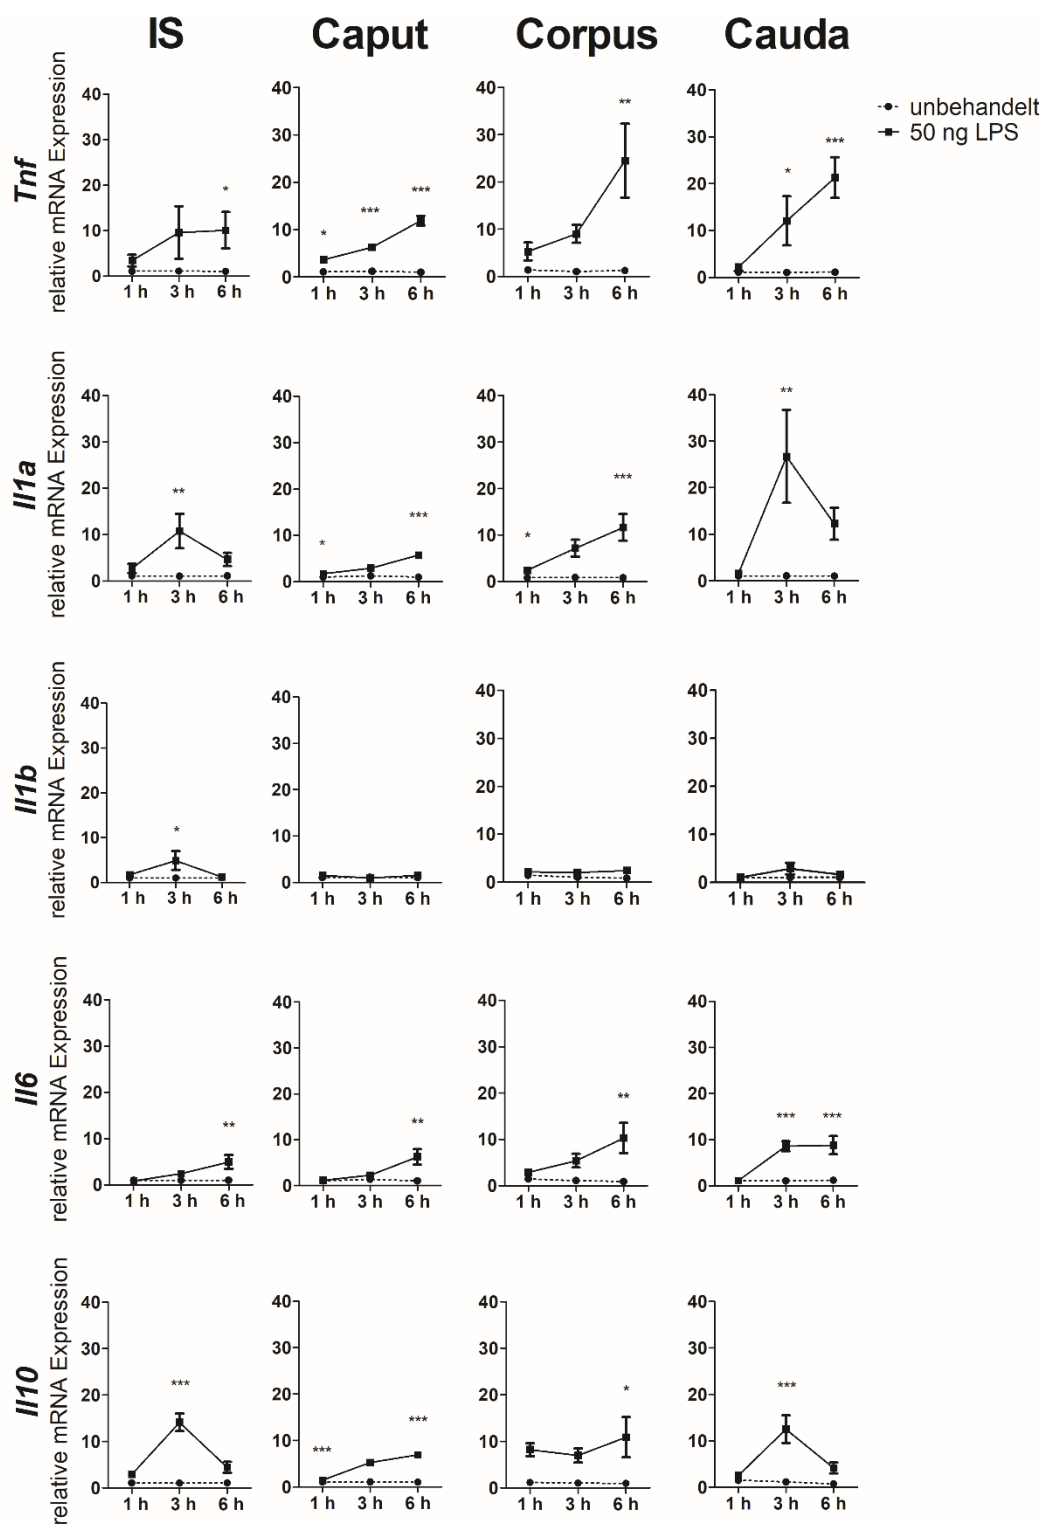 IS Caput Corpus Cauda
unbehandelt
50 ng LPS
Tnf
relative mRNA Expression
40 30 20 10 0
1 h 3 h 6 h
*
40 30 20 10 0
1 h 3 h 6 h
* *** ***
40 30 20 10 0
1 h 3 h 6 h
**
40 30 20 10 0
1 h 3 h 6 h
* ***
Il1a
relative mRNA Expression
40 30 20 10 0
1 h 3 h 6 h
**
40 30 20 10 0
1 h 3 h 6 h
* ***
40 30 20 10 0
1 h 3 h 6 h
* ***
40 30 20 10 0
1 h 3 h 6 h
**
Il1b
relative mRNA Expression
40 30 20 10 0
1 h 3 h 6 h
*
40 30 20 10 0
1 h 3 h 6 h
40 30 20 10 0
1 h 3 h 6 h
40 30 20 10 0
1 h 3 h 6 h
Il6
relative mRNA Expression
40 30 20 10 0
1 h 3 h 6 h
**
40 30 20 10 0
1 h 3 h 6 h
**
40 30 20 10 0
1 h 3 h 6 h
**
40 30 20 10 0
1 h 3 h 6 h
*** ***
Il10
relative mRNA Expression
40 30 20 10 0
1 h 3 h 6 h
***
40 30 20 10 0
1 h 3 h 6 h
*** ***
40 30 20 10 0
1 h 3 h 6 h
*
40 30 20 10 0
1 h 3 h 6 h
***